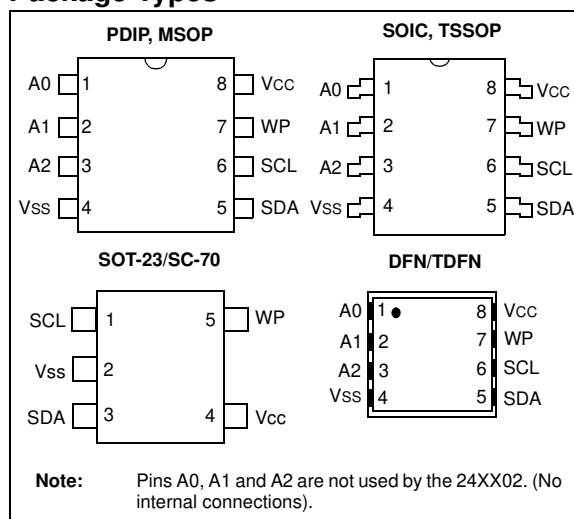 Package Types
PDIP, MSOP
A0 1 8 VCC
A1 2 7 WP
A2 3 6 SCL
VSS 4 5 SDA
SOIC, TSSOP
A0 1 8 VCC
A1 2 7 WP
A2 3 6 SCL
VSS 4 5 SDA
SOT-23/SC-70
SCL 1 5 WP
Vss 2
SDA 3 4 Vcc
DFN/TDFN
A0 1 8 VCC
A1 2 7 WP
A2 3 6 SCL
VSS 4 5 SDA
Note: Pins A0, A1 and A2 are not used by the 24XX02. (No
internal connections).